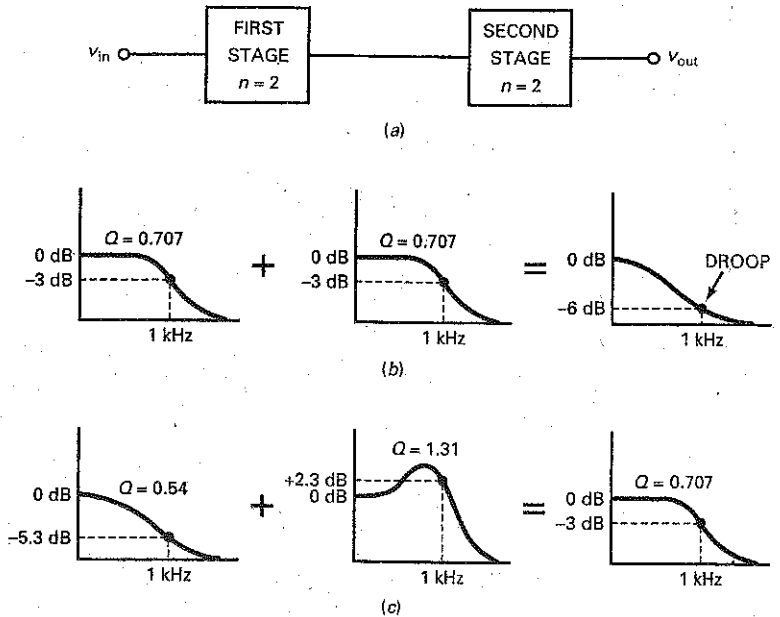 FIRST
STAGE
n = 2
SECOND
STAGE
n = 2
vin
vout
(a)
Q = 0.707
0 dB
−3 dB
1 kHz
+
Q = 0.707
0 dB
−3 dB
1 kHz
=
0 dB
DROOP
−6 dB
1 kHz
(b)
Q = 0.54
0 dB
−5.3 dB
1 kHz
+
Q = 1.31
+2.3 dB
0 dB
1 kHz
=
Q = 0.707
0 dB
−3 dB
1 kHz
(c)